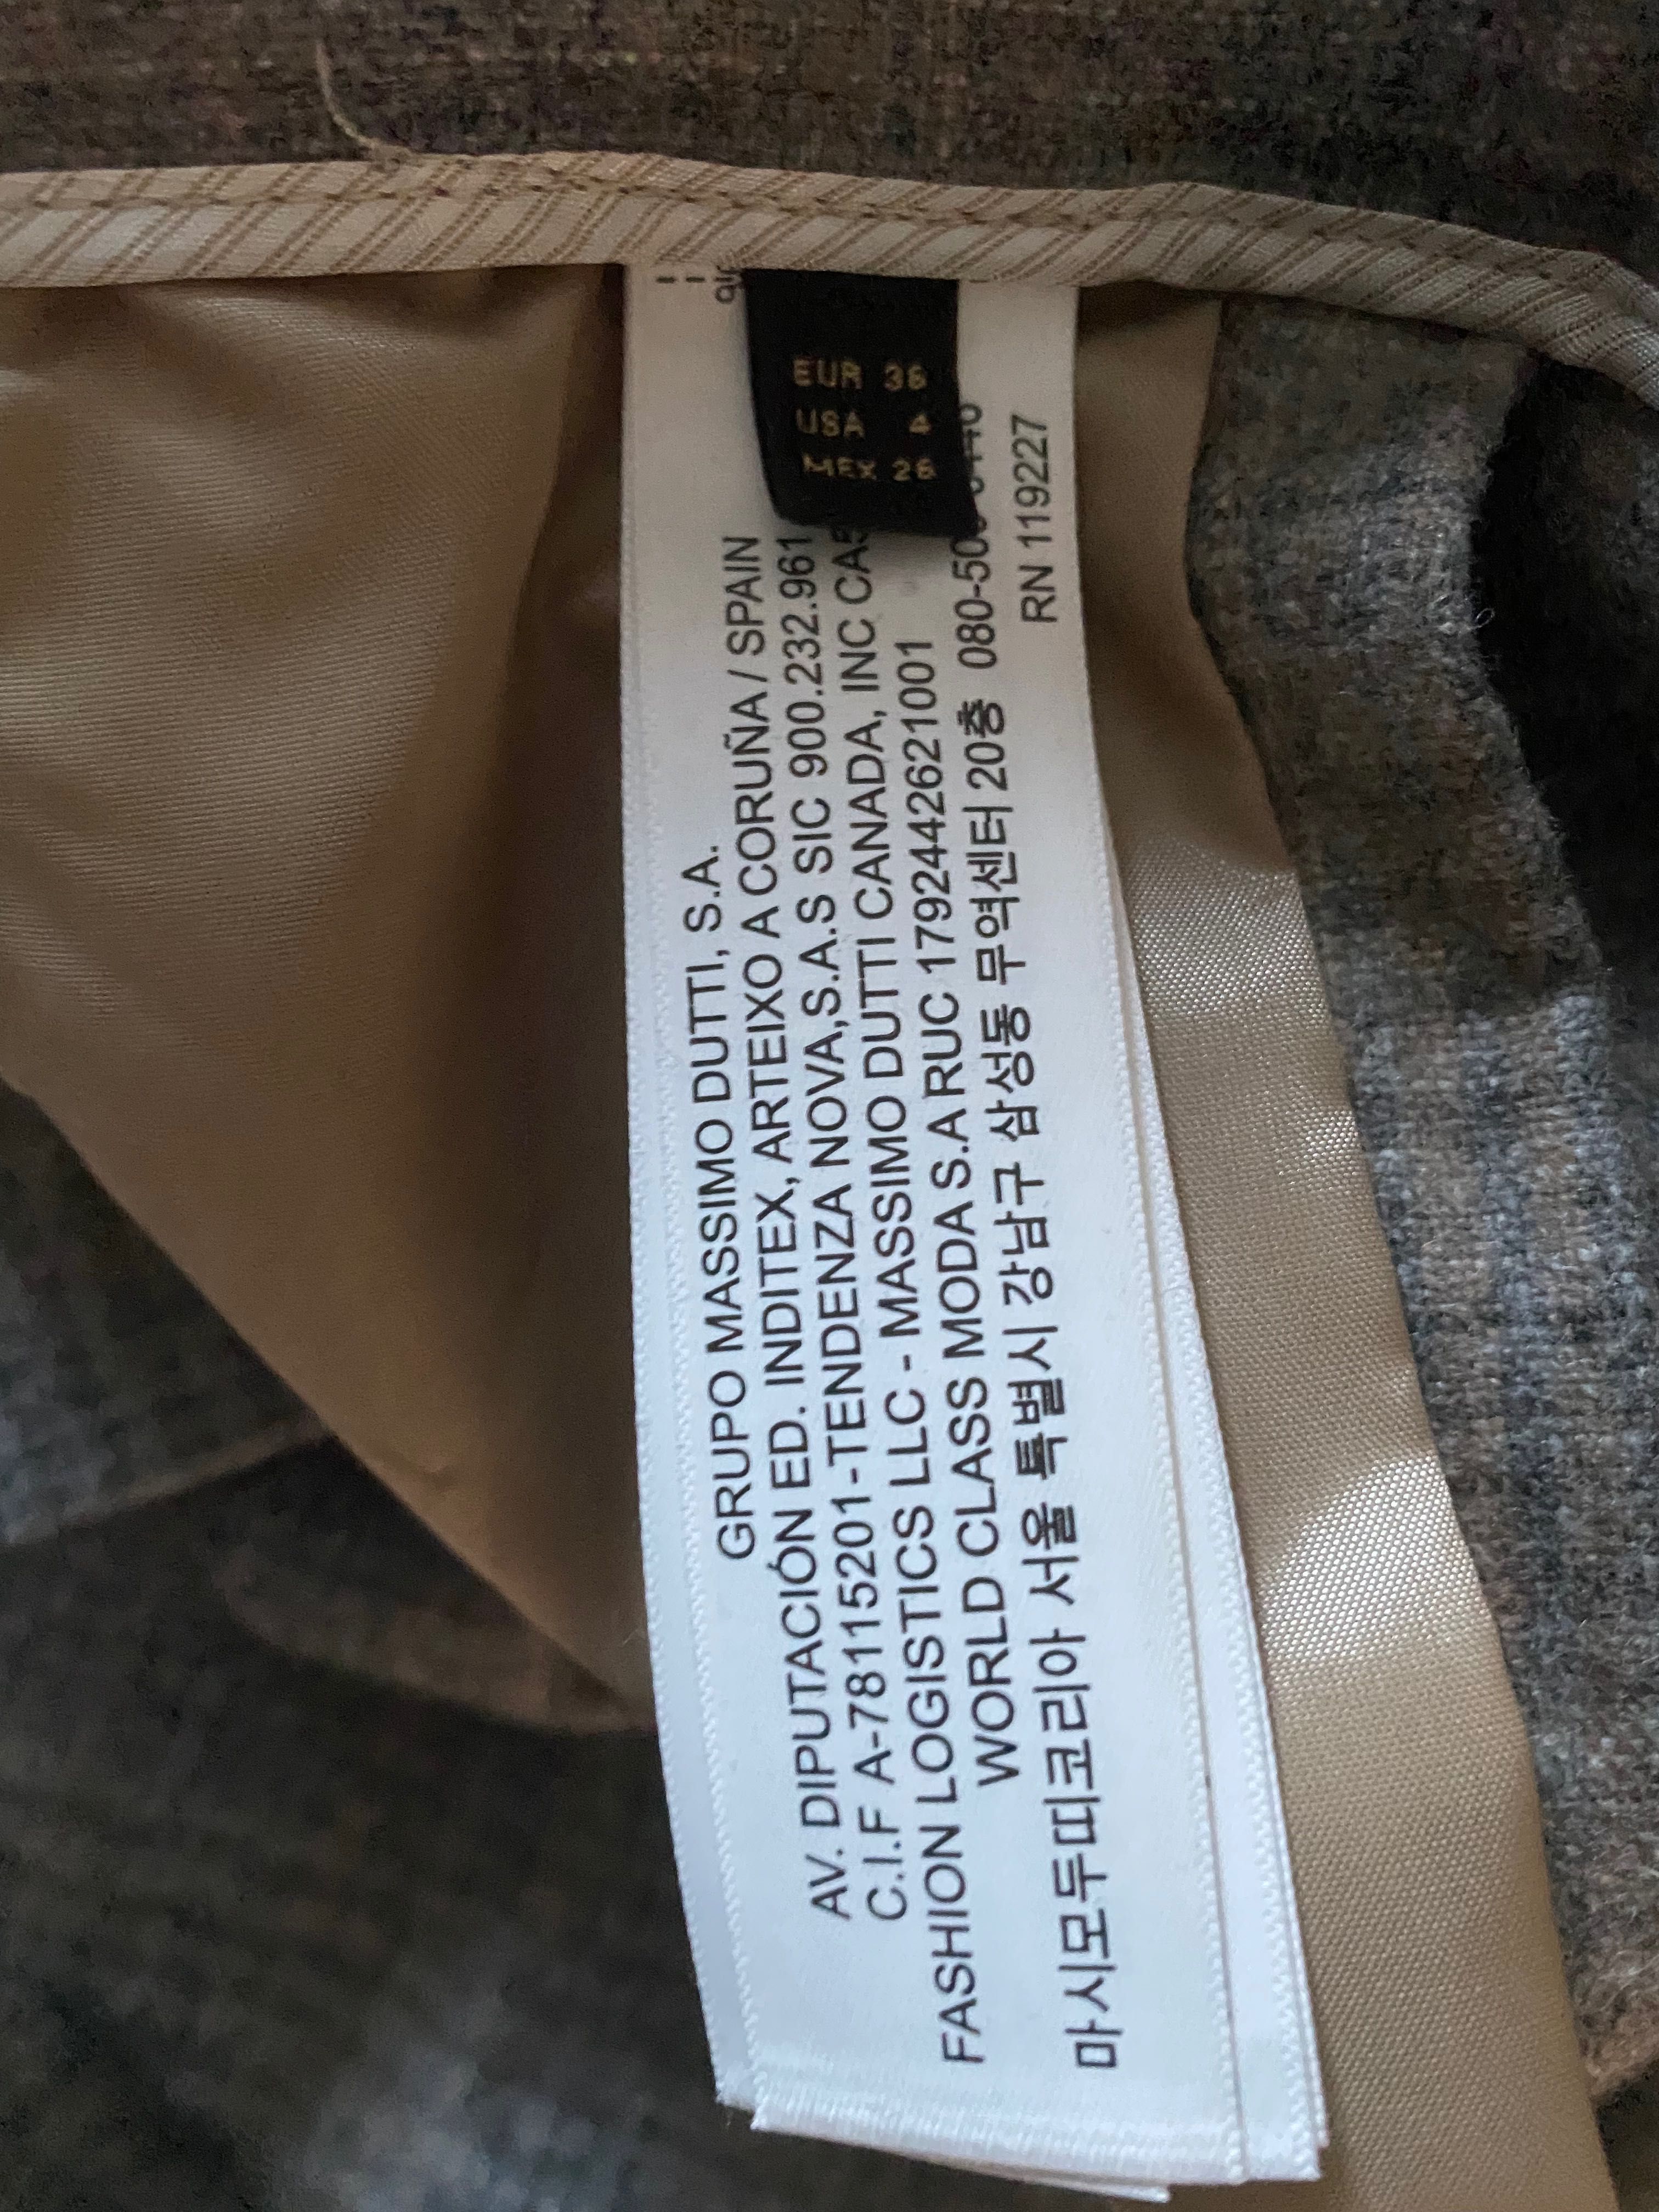 EUR 36
USA 4
MEX 26
GRUPO MASSIMO DUTTI, S.A.
AV. DIPUTACIÓN ED. INDITEX, ARTEIXO A CORUÑA / SPAIN
C.I.F A-78115201 -TENDENZA NOVA,S.A.S SIC 900.232.961
FASHION LOGISTICS LLC - MASSIMO DUTTI CANADA, INC
WORLD CLASS MODA S.A RUC 1792442621001
마시모두띠코리아 서울 특별시 강남구 삼성동 무역센터 20층
RN 119227